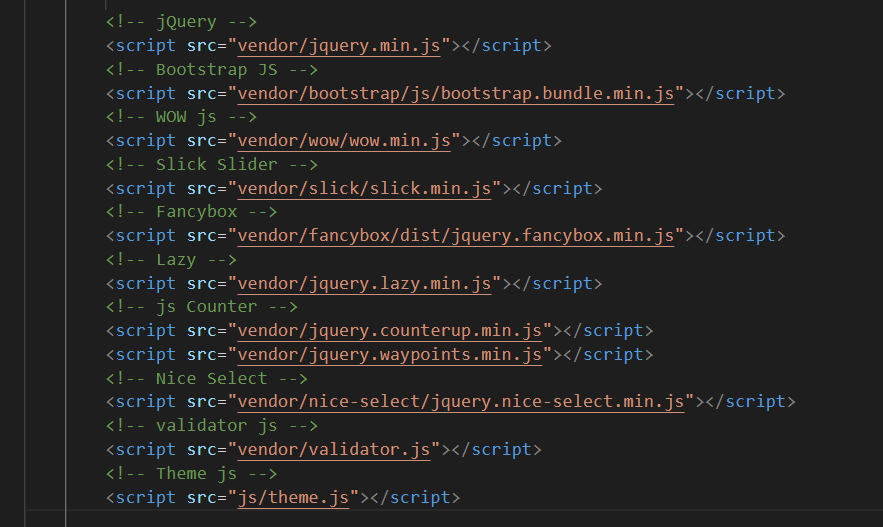 <!-- jQuery -->
<script src="vendor/jquery.min.js"></script>
<!-- Bootstrap JS -->
<script src="vendor/bootstrap/js/bootstrap.bundle.min.js"></script>
<!-- WOW js -->
<script src="vendor/wow/wow.min.js"></script>
<!-- Slick Slider -->
<script src="vendor/slick/slick.min.js"></script>
<!-- Fancybox -->
<script src="vendor/fancybox/dist/jquery.fancybox.min.js"></script>
<!-- Lazy -->
<script src="vendor/jquery.lazy.min.js"></script>
<!-- js Counter -->
<script src="vendor/jquery.counterup.min.js"></script>
<script src="vendor/jquery.waypoints.min.js"></script>
<!-- Nice Select -->
<script src="vendor/nice-select/jquery.nice-select.min.js"></script>
<!-- validator js -->
<script src="vendor/validator.js"></script>
<!-- Theme js -->
<script src="js/theme.js"></script>